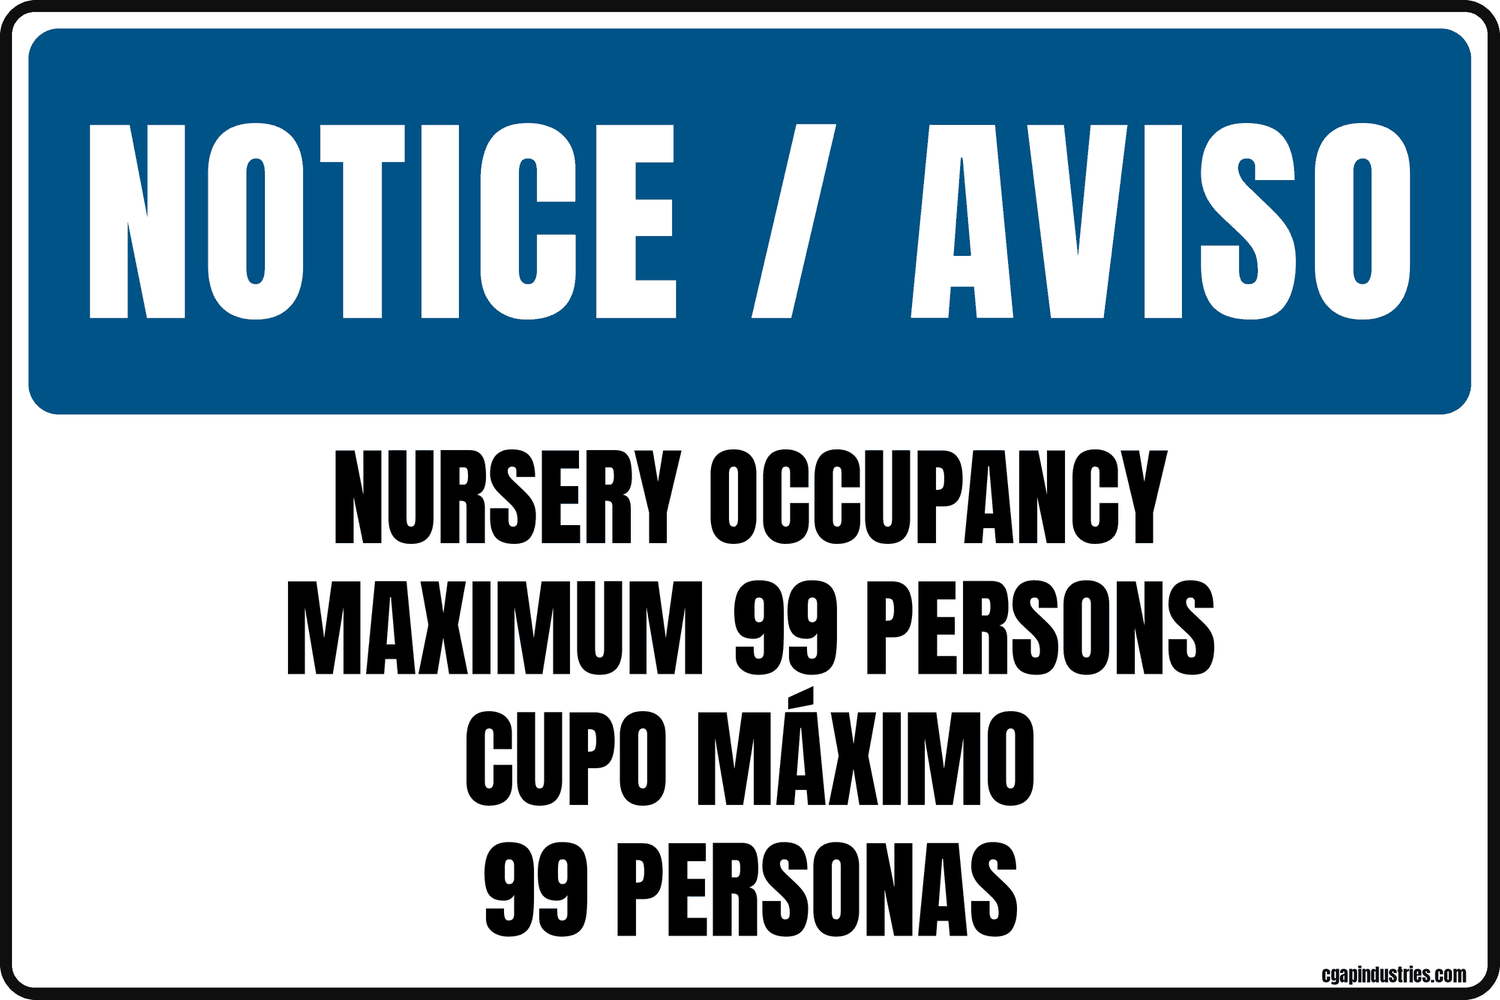 NOTICE / AVISO
NURSERY OCCUPANCY
MAXIMUM 99 PERSONS
CUPO MÁXIMO
99 PERSONAS
cgapindustries.com